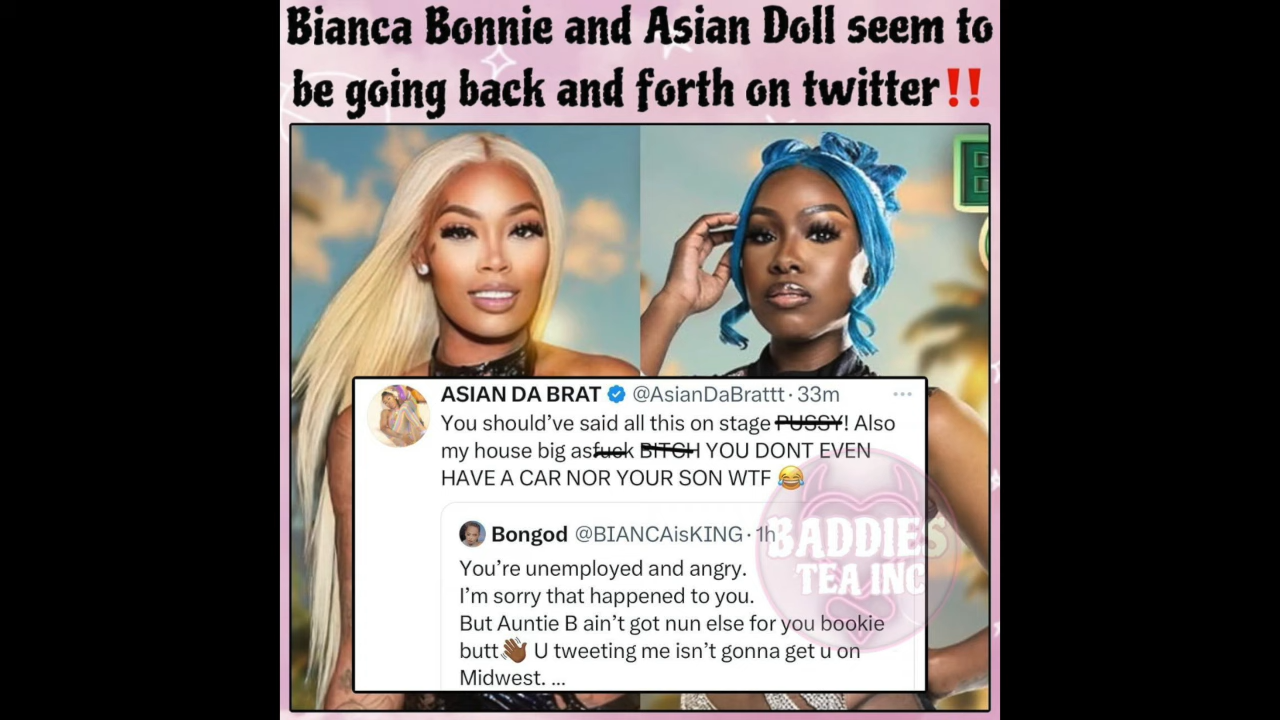 Bianca Bonnie and Asian Doll seem to
be going back and forth on twitter‼️
ASIAN DA BRAT @AsianDaBrattt · 33m
You should've said all this on stage PUSSY! Also
my house big asfuck BITCH YOU DONT EVEN
HAVE A CAR NOR YOUR SON WTF 😂
Bongod @BIANCAisKING · 1h
You're unemployed and angry.
I'm sorry that happened to you.
But Auntie B ain't got nun else for you bookie
butt👋🏾 U tweeting me isn't gonna get u on
Midwest. ...
BADDIES
TEA INC